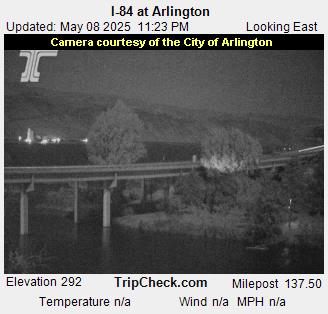 I-84 at Arlington
Updated: May 08 2025 11:23 PM Looking East
Camera courtesy of the City of Arlington
Elevation 292 TripCheck.com Milepost 137.50
Temperature n/a Wind n/a MPH n/a